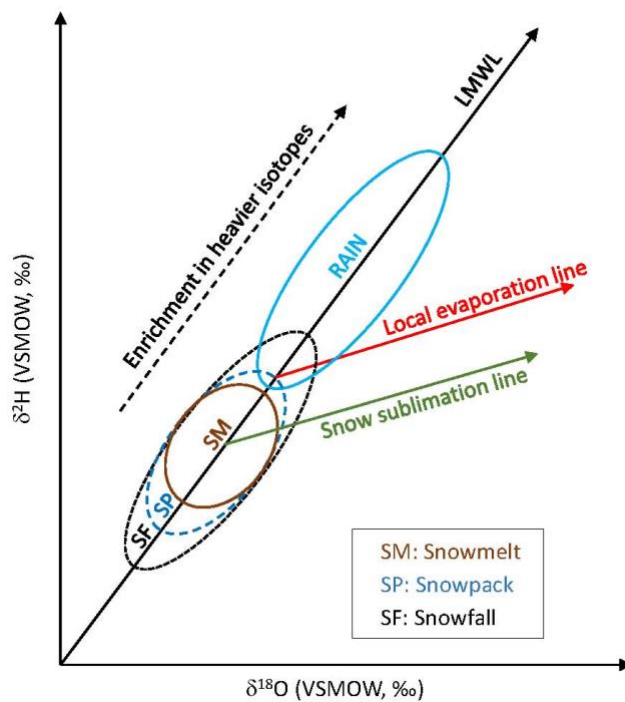 LMWL
Enrichment in heavier isotopes
RAIN
Local evaporation line
Snow sublimation line
SM
SP
SF
δ²H (VSMOW, ‰)
SM: Snowmelt
SP: Snowpack
SF: Snowfall
δ¹⁸O (VSMOW, ‰)